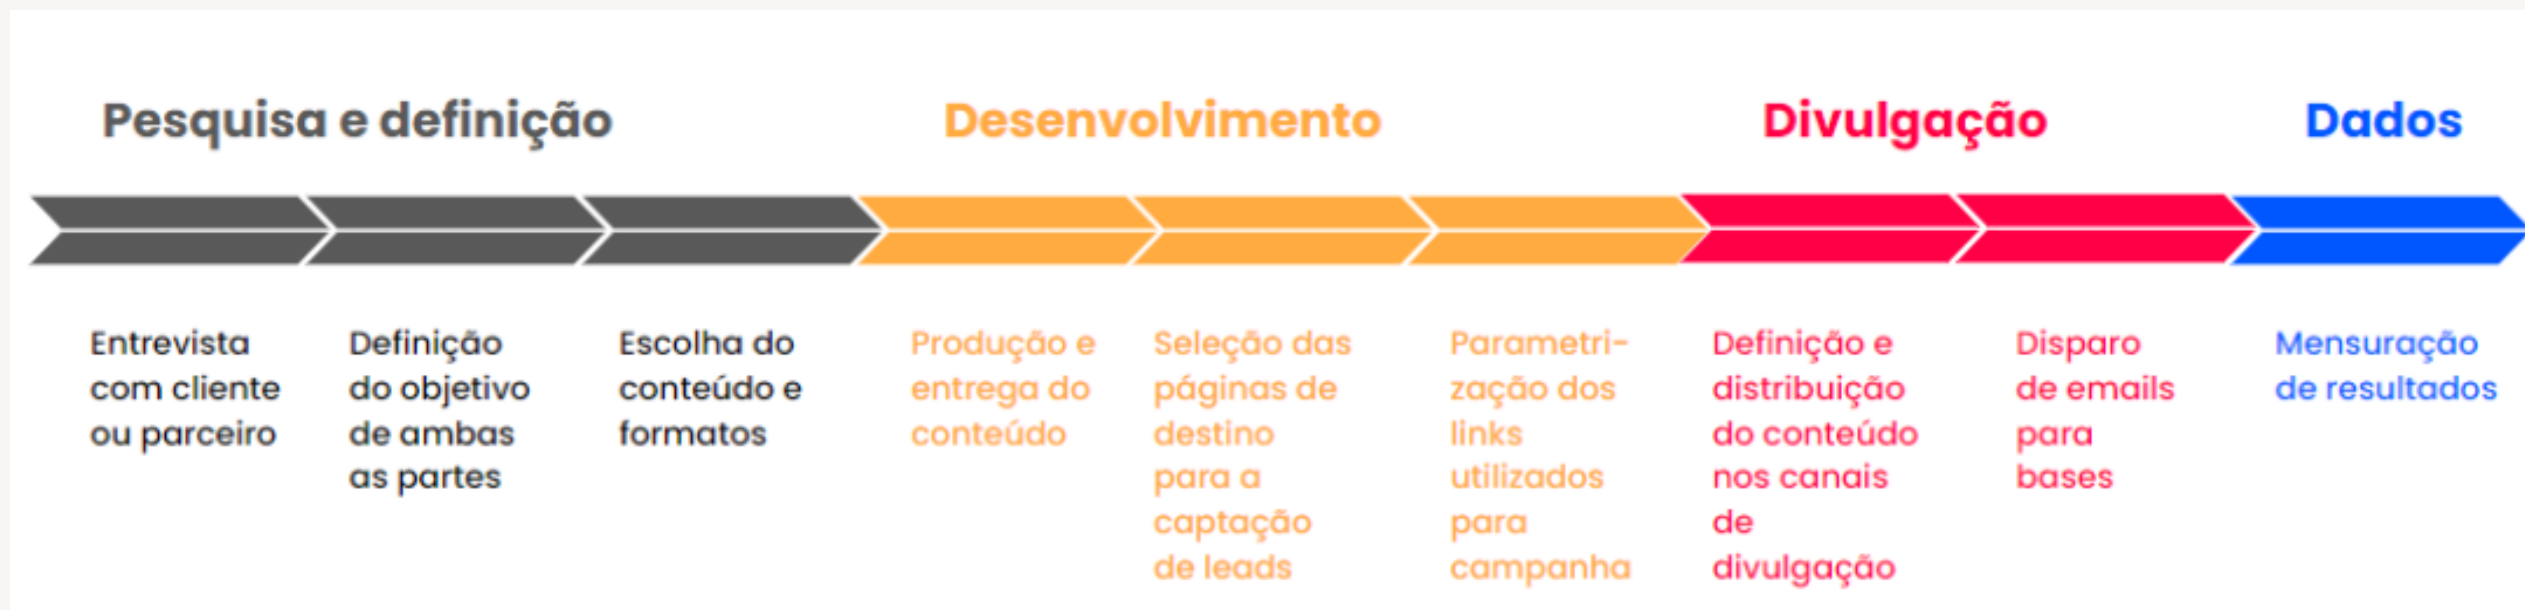 Pesquisa e definição
Desenvolvimento
Divulgação
Dados
Entrevista
com cliente
ou parceiro
Definição
do objetivo
de ambas
as partes
Escolha do
conteúdo e
formatos
Produção e
entrega do
conteúdo
Seleção das
páginas de
destino
para a
captação
de leads
Parametri-
zação dos
links
utilizados
para
campanha
Definição e
distribuição
do conteúdo
nos canais
de
divulgação
Disparo
de emails
para
bases
Mensuração
de resultados